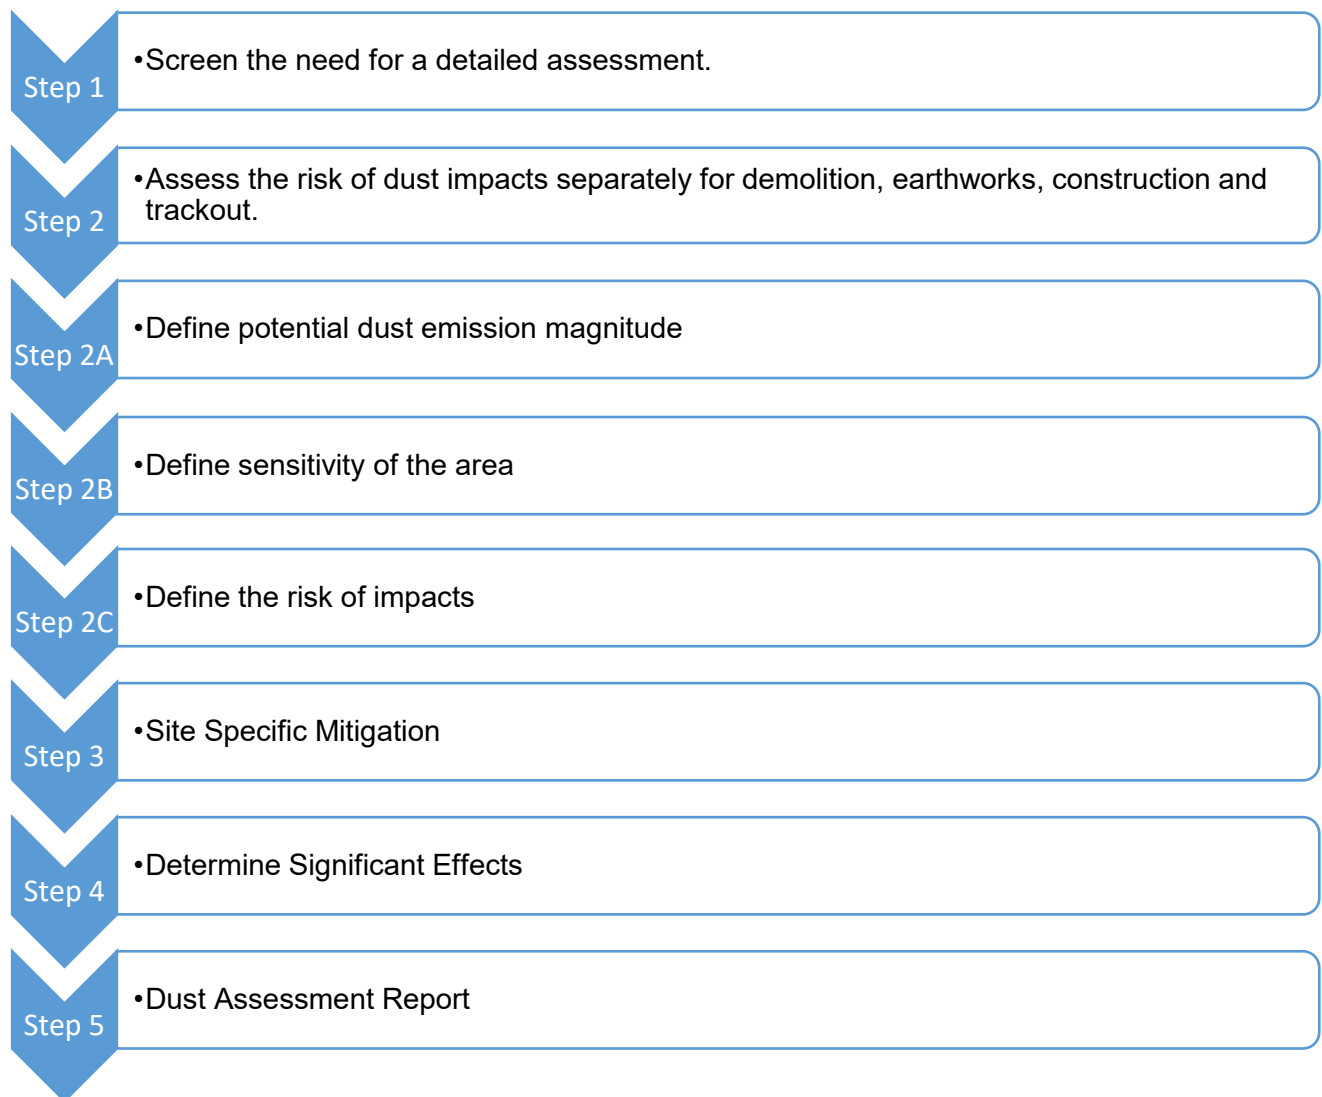 Step 1
•Screen the need for a detailed assessment.
Step 2
•Assess the risk of dust impacts separately for demolition, earthworks, construction and
trackout.
Step 2A
•Define potential dust emission magnitude
Step 2B
•Define sensitivity of the area
Step 2C
•Define the risk of impacts
Step 3
•Site Specific Mitigation
Step 4
•Determine Significant Effects
Step 5
•Dust Assessment Report